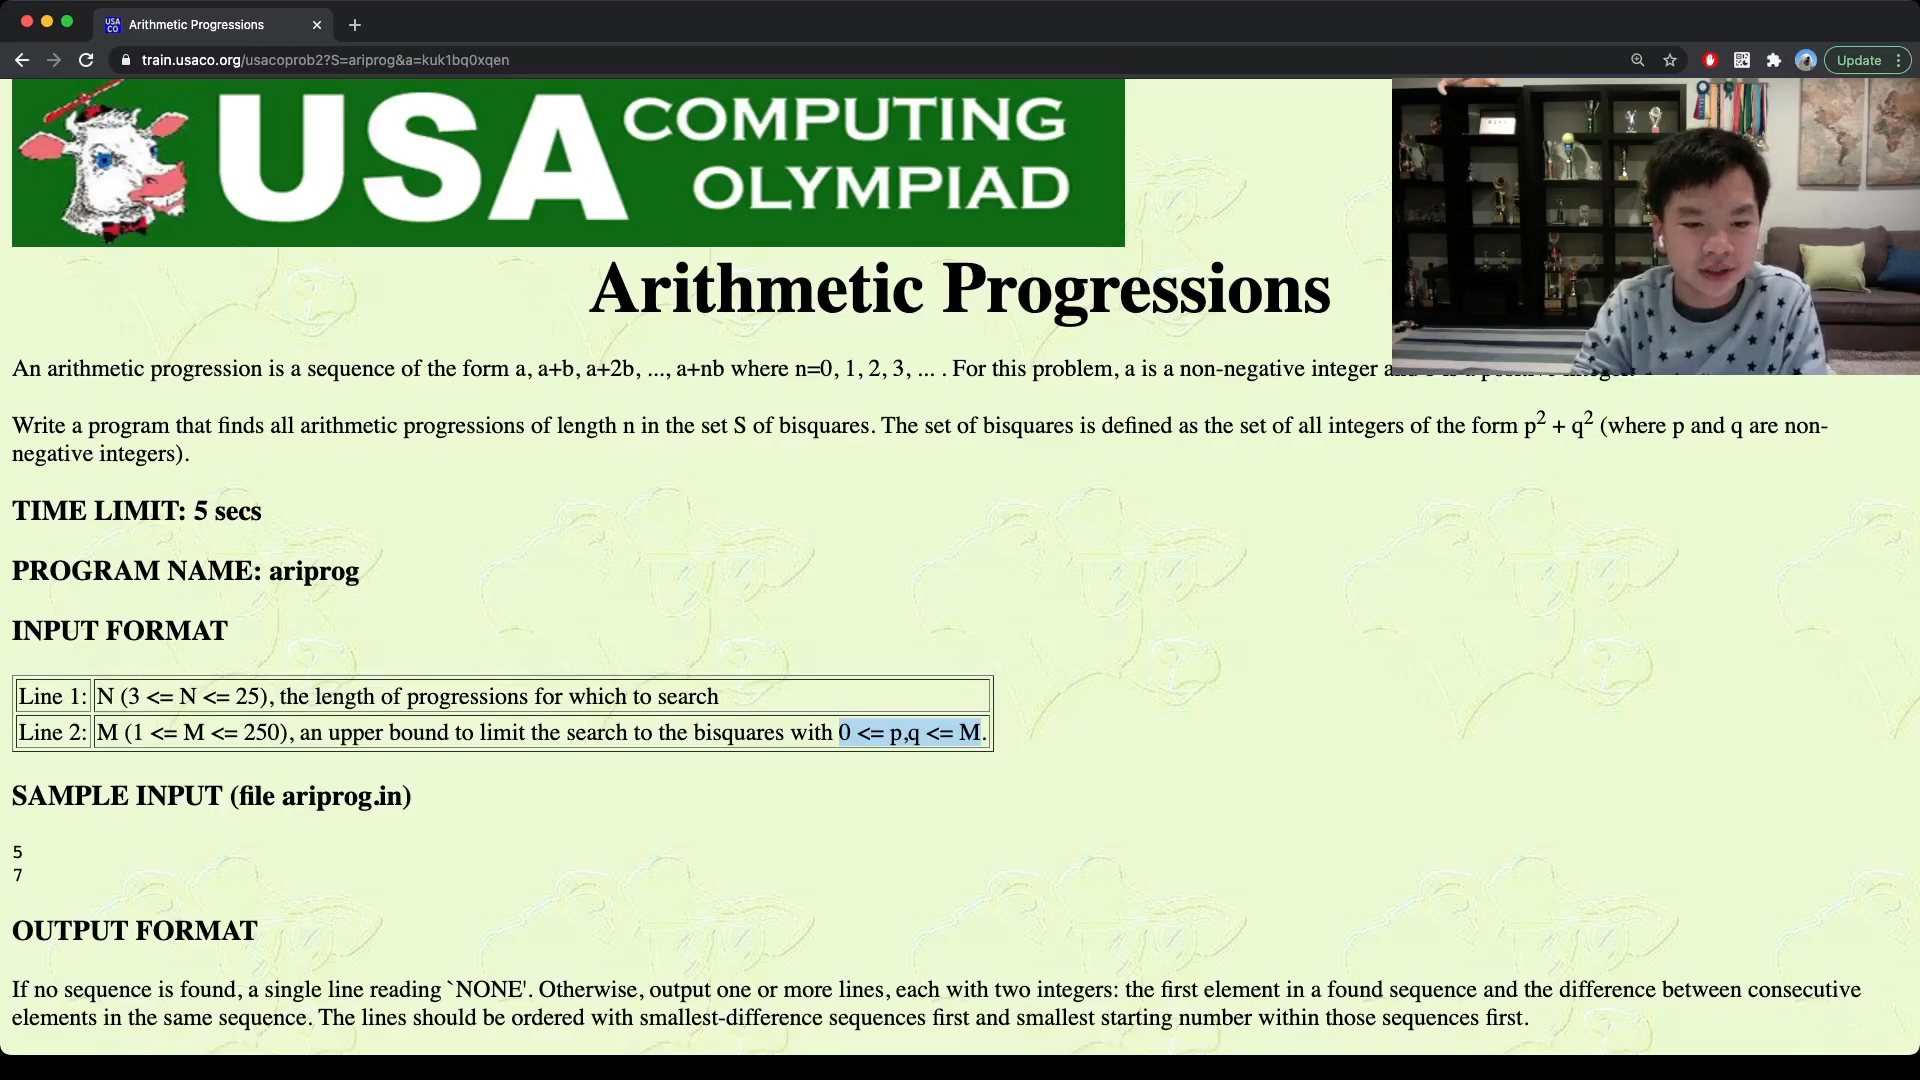 USA CO Arithmetic Progressions
train.usaco.org/usacoprob2?S=ariprog&a=kuk1bq0xqen
Update
USA COMPUTING OLYMPIAD
Arithmetic Progressions
An arithmetic progression is a sequence of the form a, a+b, a+2b, ..., a+nb where n=0, 1, 2, 3, ... . For this problem, a is a non-negative integer
Write a program that finds all arithmetic progressions of length n in the set S of bisquares. The set of bisquares is defined as the set of all integers of the form p² + q² (where p and q are non-
negative integers).
TIME LIMIT: 5 secs
PROGRAM NAME: ariprog
INPUT FORMAT
Line 1: N (3 <= N <= 25), the length of progressions for which to search
Line 2: M (1 <= M <= 250), an upper bound to limit the search to the bisquares with 0 <= p,q <= M.
SAMPLE INPUT (file ariprog.in)
5
7
OUTPUT FORMAT
If no sequence is found, a single line reading `NONE'. Otherwise, output one or more lines, each with two integers: the first element in a found sequence and the difference between consecutive
elements in the same sequence. The lines should be ordered with smallest-difference sequences first and smallest starting number within those sequences first.